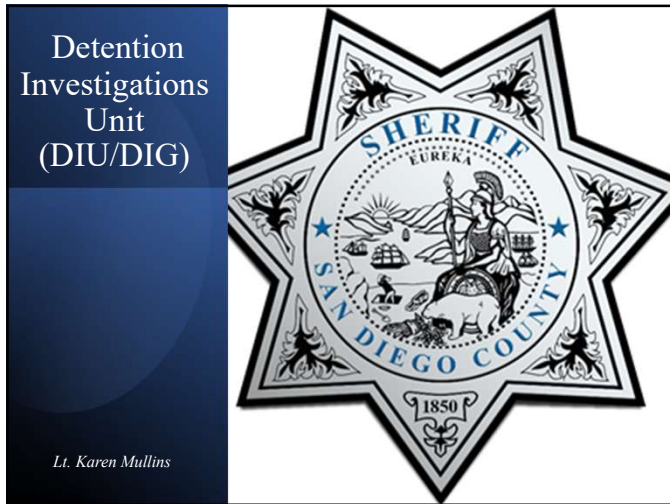 Detention
Investigations
Unit
(DIU/DIG)
Lt. Karen Mullins
SHERIFF
EUREKA
SAN DIEGO COUNTY
1850